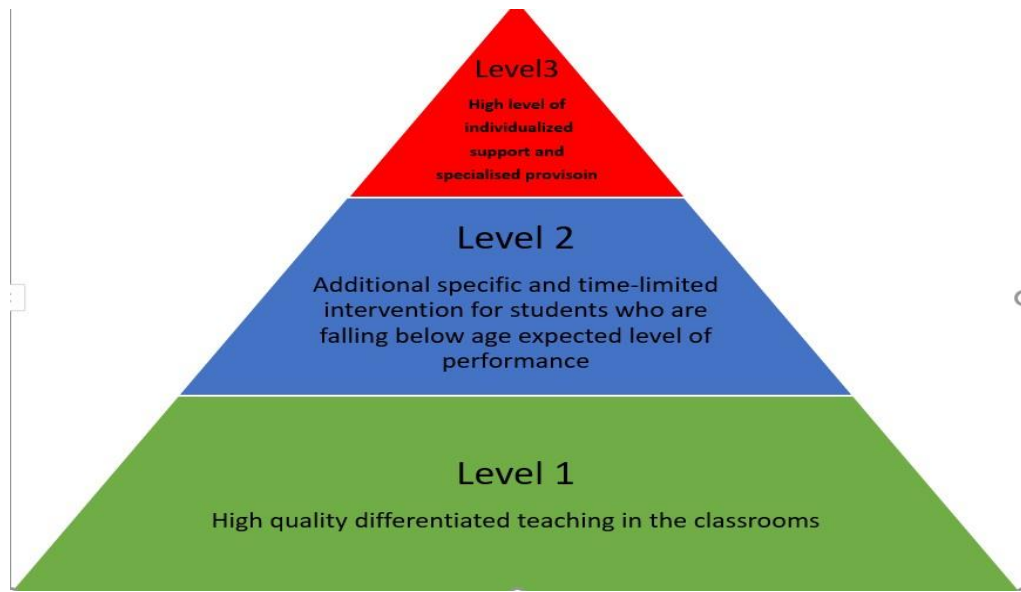 Level3
High level of
individualized
support and
specialised provisoin
Level 2
Additional specific and time-limited
intervention for students who are
falling below age expected level of
performance
Level 1
High quality differentiated teaching in the classrooms